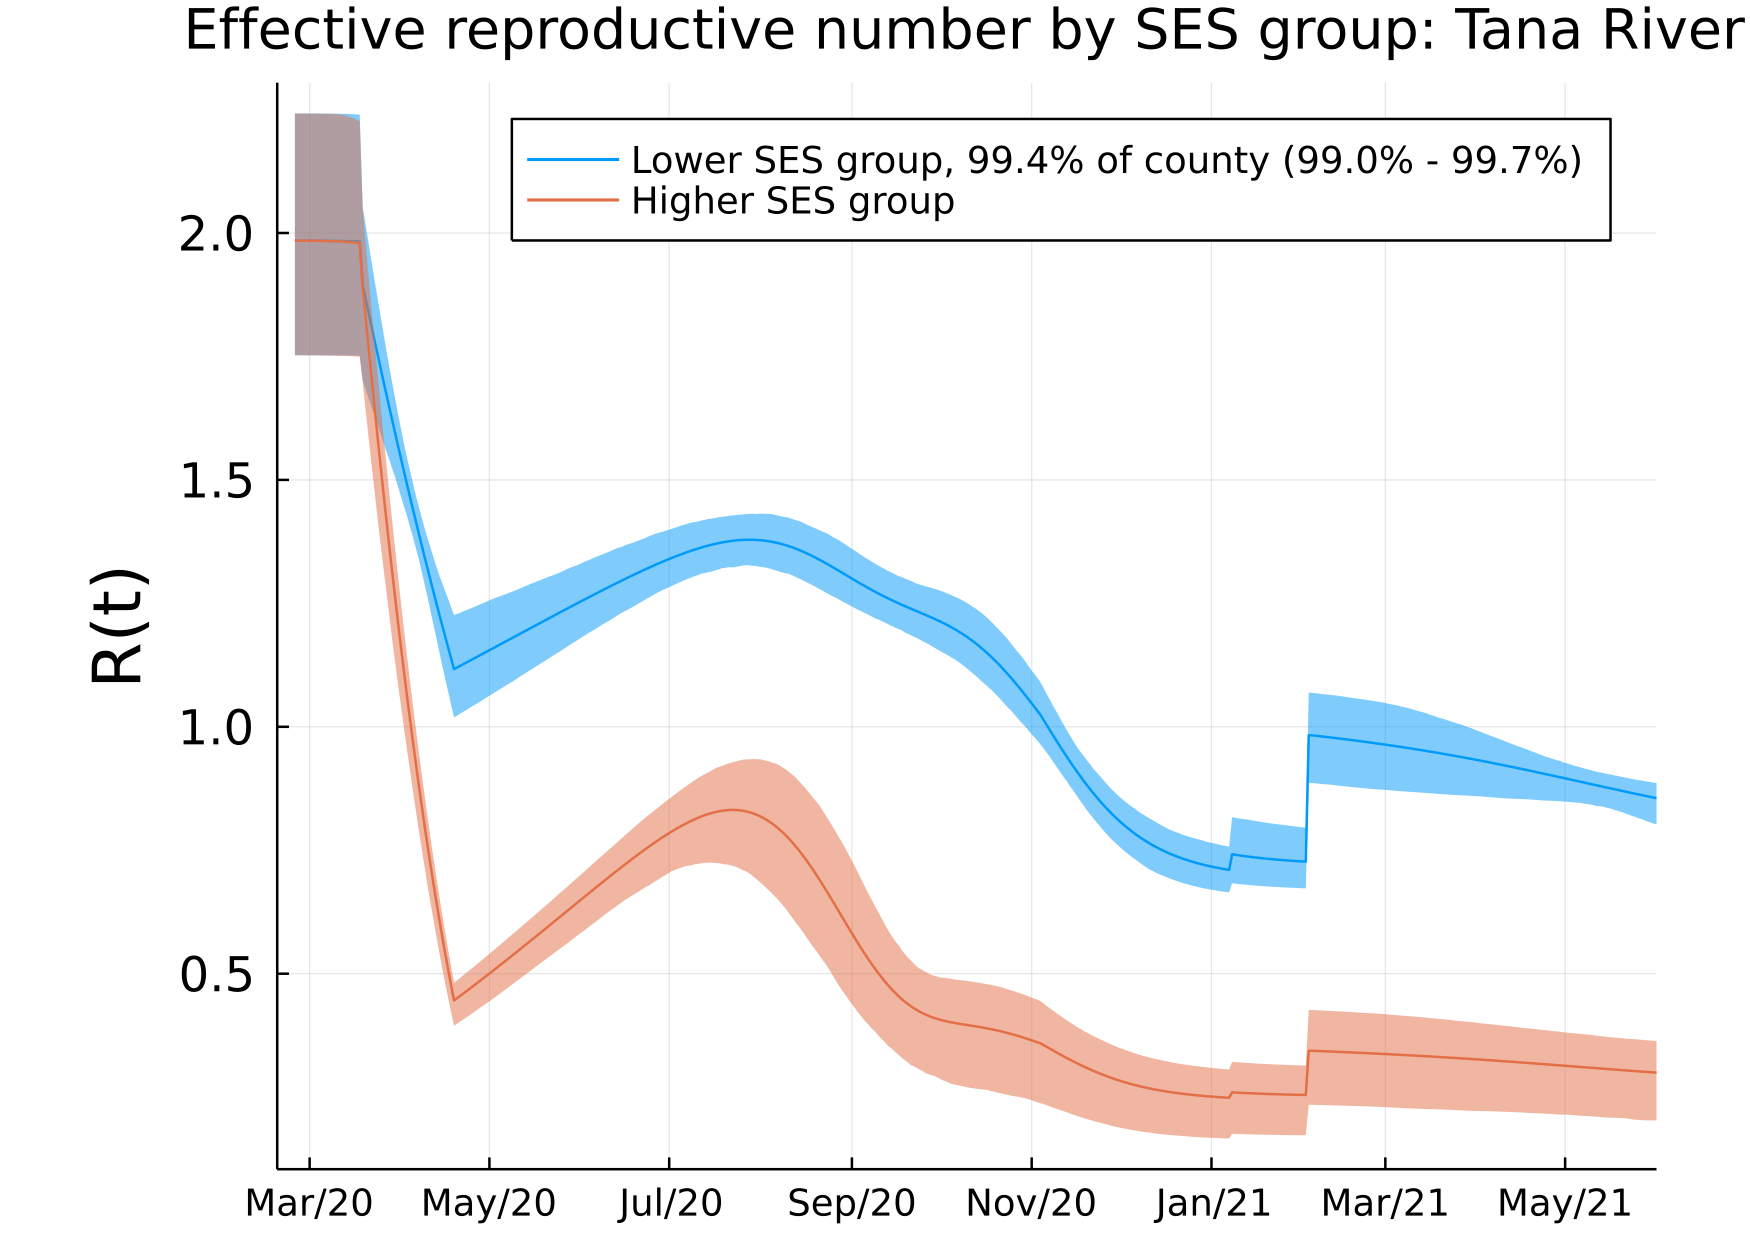 Effective reproductive number by SES group: Tana River
Lower SES group, 99.4% of county (99.0% - 99.7%)
Higher SES group
R(t)
2.0
1.5
1.0
0.5
Mar/20 May/20 Jul/20 Sep/20 Nov/20 Jan/21 Mar/21 May/21